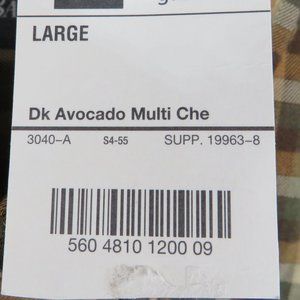 LARGE
Dk Avocado Multi Che
3040-A S4-55 SUPP. 19963-8
560 4810 1200 09